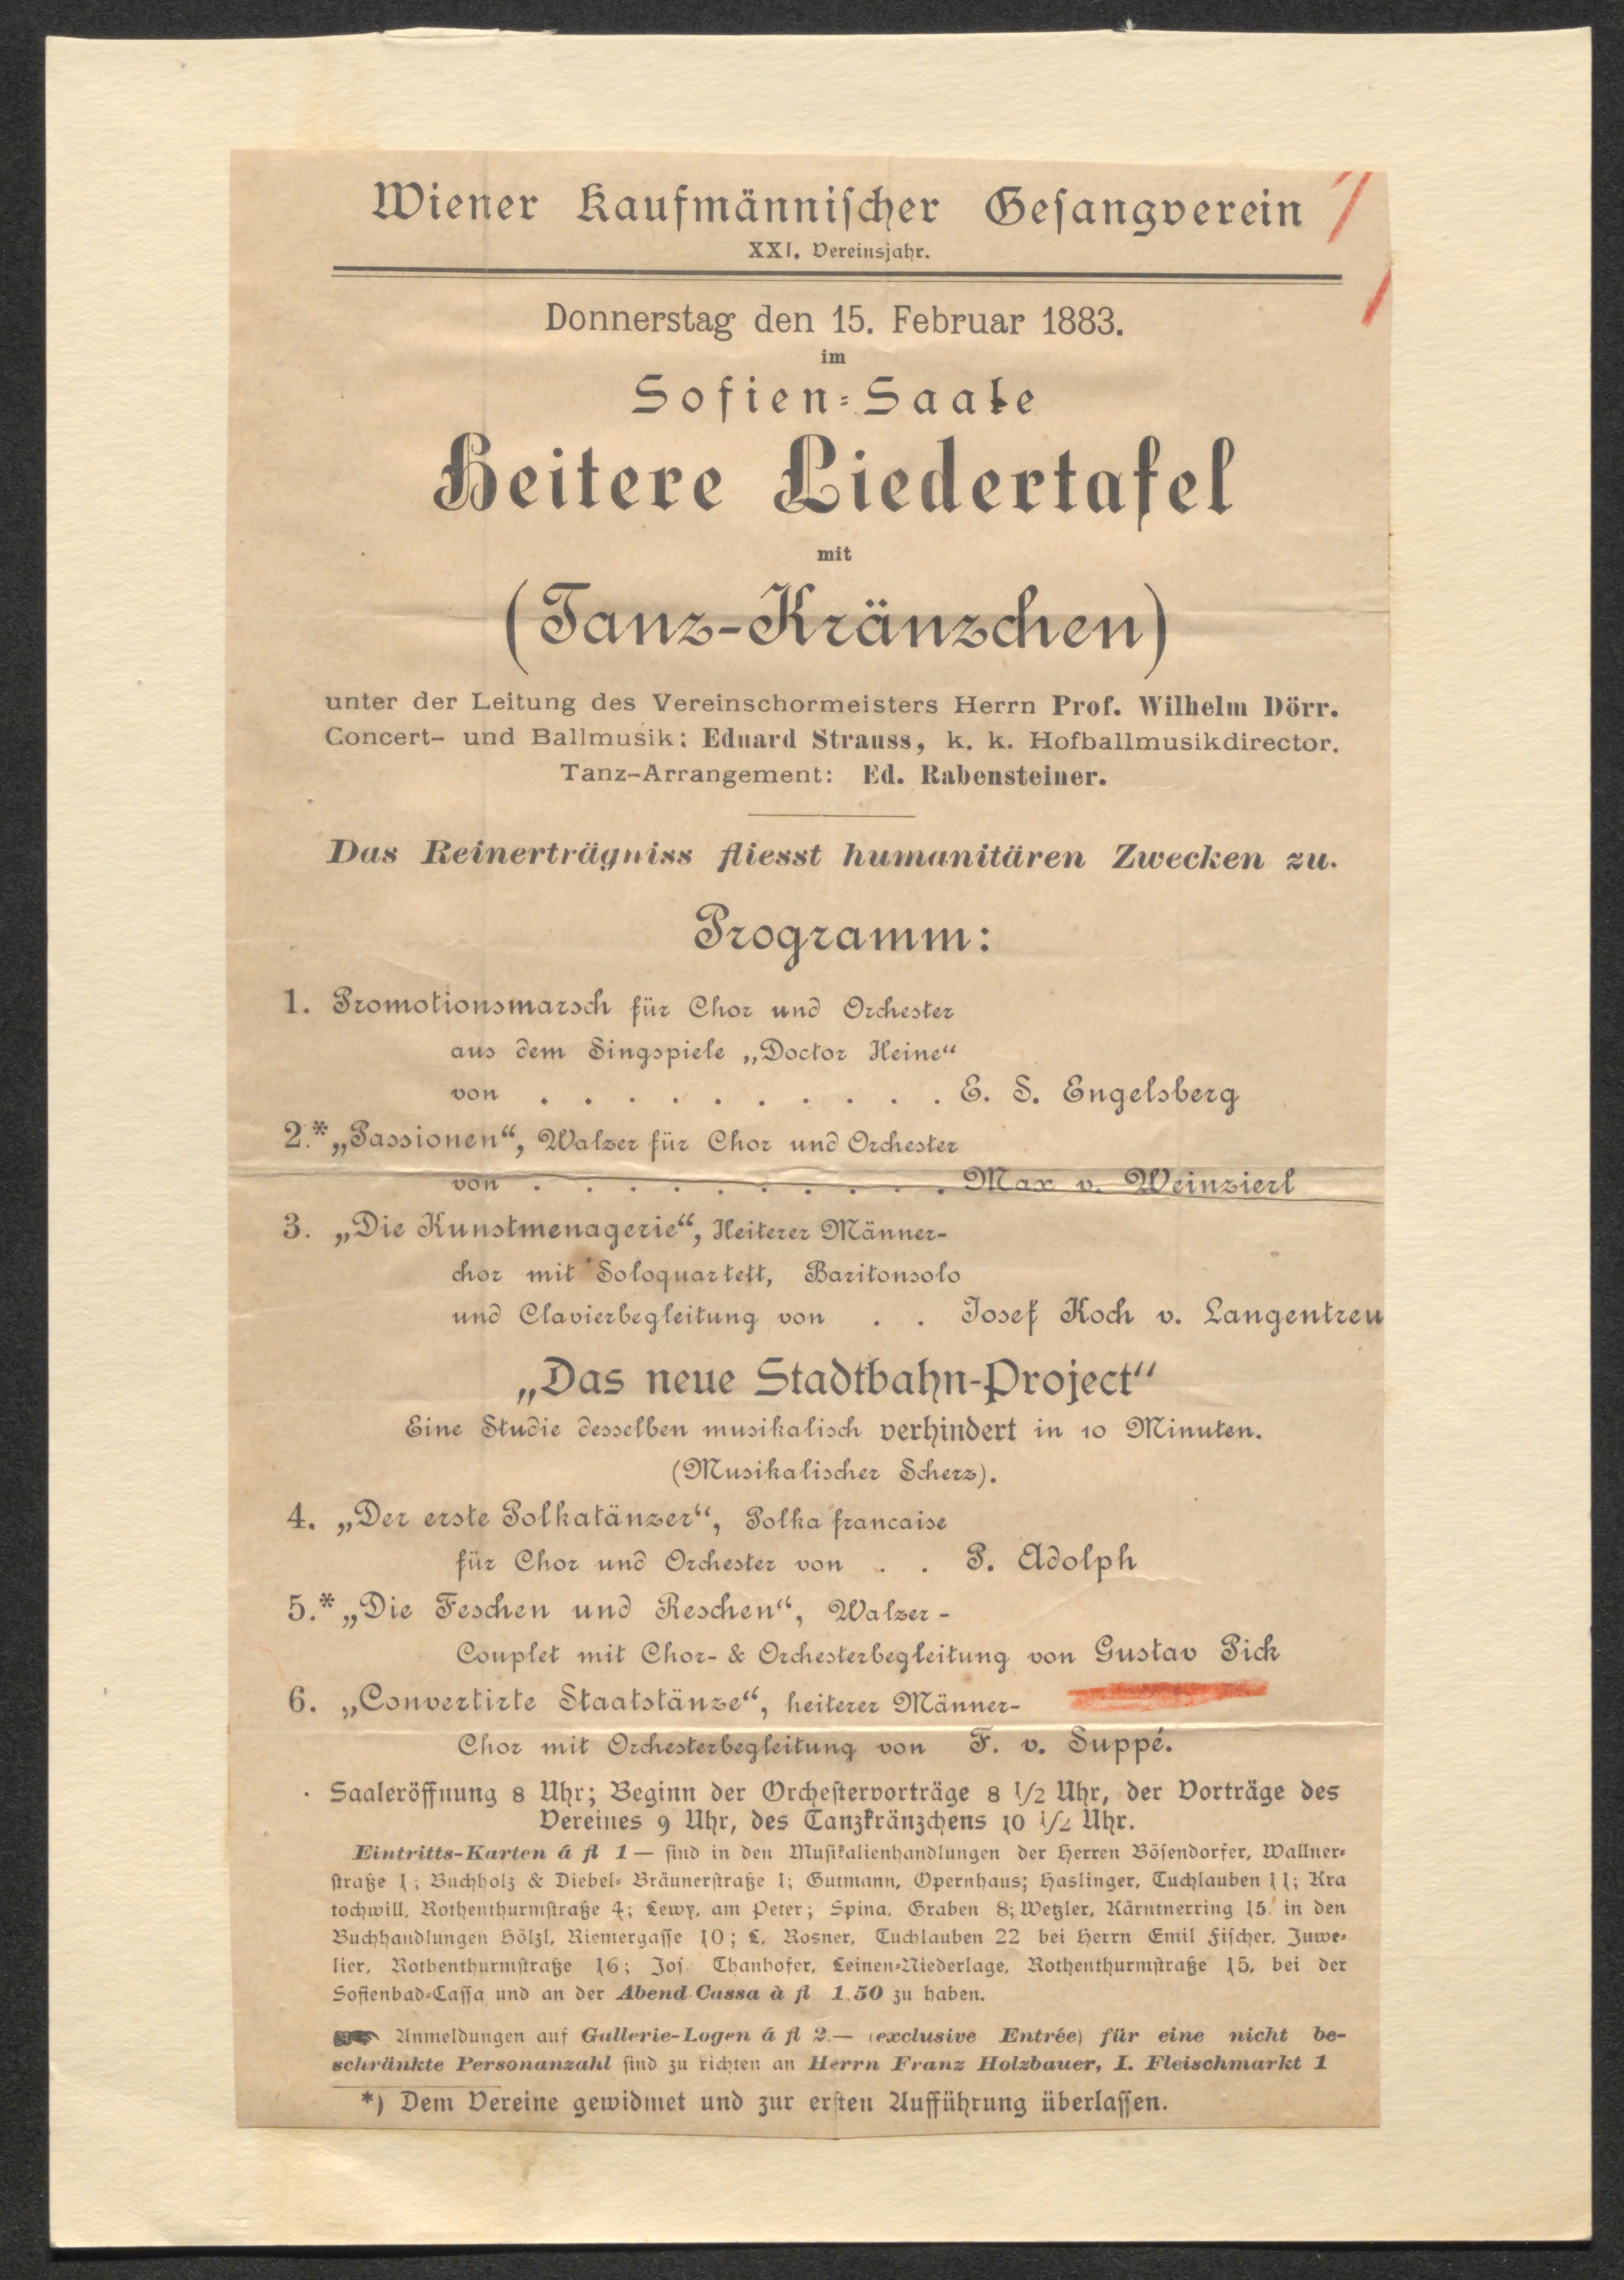 Wiener Kaufmännischer Gesangverein
XXI. Vereinsjahr.
Donnerstag den 15. Februar 1883.
im
Sofien-Saale
Heitere Liedertafel
mit
(Tanz-Kränzchen)
unter der Leitung des Vereinschormeisters Herrn Prof. Wilhelm Dörr.
Concert- und Ballmusik: Eduard Strauss, k. k. Hofballmusikdirector.
Tanz-Arrangement: Ed. Rabensteiner.
Das Reinerträgniss fliesst humanitären Zwecken zu.
Programm:
1. Promotionsmarsch für Chor und Orchester
aus dem Singspiele „Doctor Heine“
von . . . . . . . . . . E. S. Engelsberg
2.* „Passionen“, Walzer für Chor und Orchester
von . . . . . . . . . . Max v. Weinzierl
3. „Die Kunstmenagerie“, Heiterer Männer-
chor mit Soloquartett, Baritonsolo
und Clavierbegleitung von . . Josef Koch v. Langentreu
„Das neue Stadtbahn-Project“
Eine Studie desselben musikalisch verhindert in 10 Minuten.
(Musikalischer Scherz).
4. „Der erste Polkatänzer“, Polka francaise
für Chor und Orchester von . . P. Adolph
5.* „Die Feschen und Reschen“, Walzer-
Couplet mit Chor- & Orchesterbegleitung von Gustav Pick
6. „Convertirte Staatstänze“, heiterer Männer-
Chor mit Orchesterbegleitung von F. v. Suppé.
Saaleröffnung 8 Uhr; Beginn der Orchestervorträge 8 1/2 Uhr, der Vorträge des
Vereines 9 Uhr, des Tanzkränzchens 10 1/2 Uhr.
Eintritts-Karten á fl 1— sind in den Musikalienhandlungen der Herren Bösendorfer, Wallner-
straße 1; Buchholz & Diebel- Bräunerstraße 1; Gutmann, Opernhaus; Haslinger, Tuchlauben 11; Kra
tochwill, Rothenthurmstraße 4; Lewy, am Peter; Spina, Graben 8; Wetzler, Kärntnerring 15. in den
Buchhandlungen Hölzl, Riemergasse 10; L. Rosner, Tuchlauben 22 bei Herrn Emil Fischer, Juwe-
lier, Rothenthurmstraße 16; Jos. Thanhofer, Leinen-Niederlage, Rothenthurmstraße 15, bei der
Sofienbad-Cassa und an der Abend-Cassa à fl 1.50 zu haben.
Anmeldungen auf Gallerie-Logen á fl 2.— (exclusive Entrée) für eine nicht be-
schränkte Personanzahl sind zu richten an Herrn Franz Holzbauer, I. Fleischmarkt 1
*) Dem Vereine gewidmet und zur ersten Aufführung überlassen.